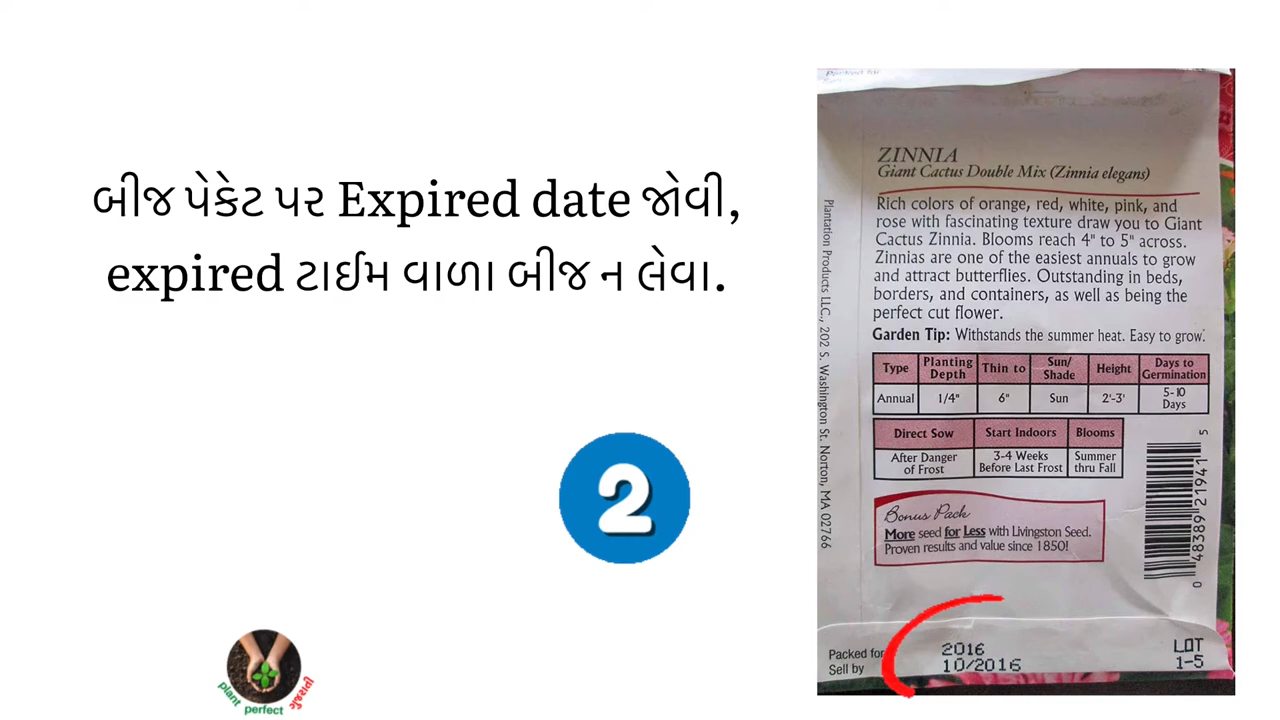 બીજ પેકેટ પર Expired date જોવી,
expired ટાઈમ વાળા બીજ ન લેવા.
2
plant perfect ગુજરાતી
ZINNIA
Giant Cactus Double Mix (Zinnia elegans)
Rich colors of orange, red, white, pink, and
rose with fascinating texture draw you to Giant
Cactus Zinnia. Blooms reach 4" to 5" across.
Zinnias are one of the easiest annuals to grow
and attract butterflies. Outstanding in beds,
borders, and containers, as well as being the
perfect cut flower.
Garden Tip: Withstands the summer heat. Easy to grow.
Type Planting Depth Thin to Sun/Shade Height Days to Germination
Annual 1/4" 6" Sun 2'-3' 5-10 Days
Direct Sow Start Indoors Blooms
After Danger of Frost 3-4 Weeks Before Last Frost Summer thru Fall
Bonus Pack
More seed for Less with Livingston Seed.
Proven results and value since 1850!
Plantation Products LLC., 202 S. Washington St. Norton, MA 02766
0 48389 21941 5
Packed for 2016 LOT
Sell by 10/2016 1-5